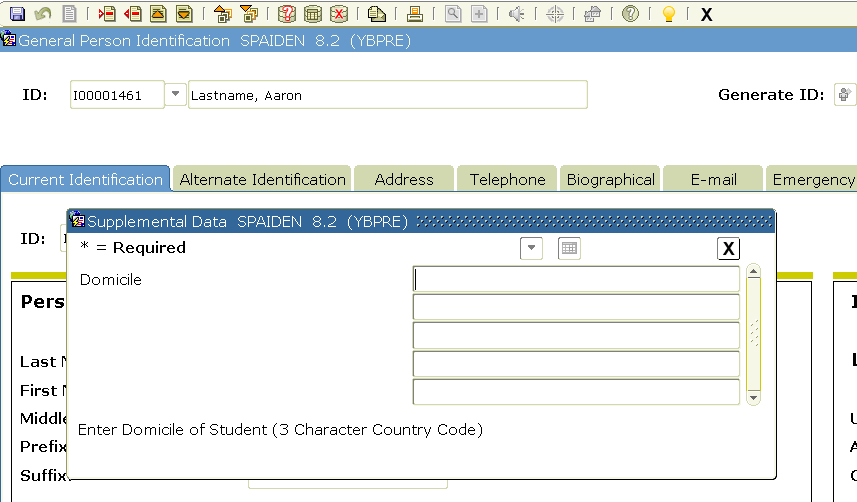 General Person Identification SPAIDEN 8.2 (YBPRE)
ID: I00001461 Lastname, Aaron Generate ID:
Current Identification Alternate Identification Address Telephone Biographical E-mail Emergency
Supplemental Data SPAIDEN 8.2 (YBPRE)
ID:
* = Required X
Domicile
Pers
Last N
First N
Middle
Enter Domicile of Student (3 Character Country Code)
Prefix
Suffix: